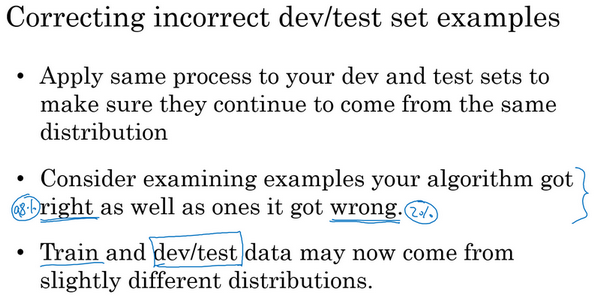 Correcting incorrect dev/test set examples
• Apply same process to your dev and test sets to
make sure they continue to come from the same
distribution
• Consider examining examples your algorithm got
98% right as well as ones it got wrong. 2%
• Train and dev/test data may now come from
slightly different distributions.